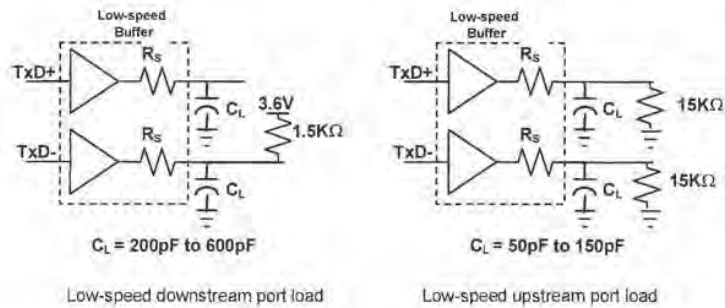 Low-speed
Buffer
TxD+
RS
CL
3.6V
1.5KΩ
TxD-
RS
CL
CL = 200pF to 600pF
Low-speed downstream port load
Low-speed
Buffer
TxD+
RS
CL
15KΩ
TxD-
RS
CL
15KΩ
CL = 50pF to 150pF
Low-speed upstream port load